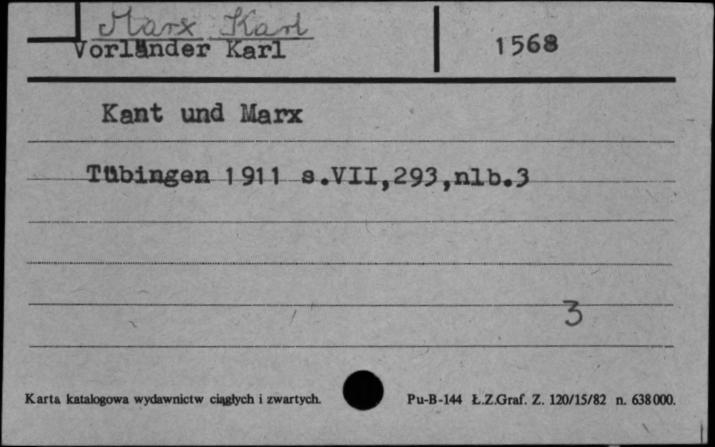 Marx Karl
Vorländer Karl
1568
Kant und Marx
Tübingen 1911 s.VII,293,nlb.3
3
Karta katalogowa wydawnictw ciągłych i zwartych.
Pu-B-144 Ł.Z.Graf. Z. 120/15/82 n. 638000.